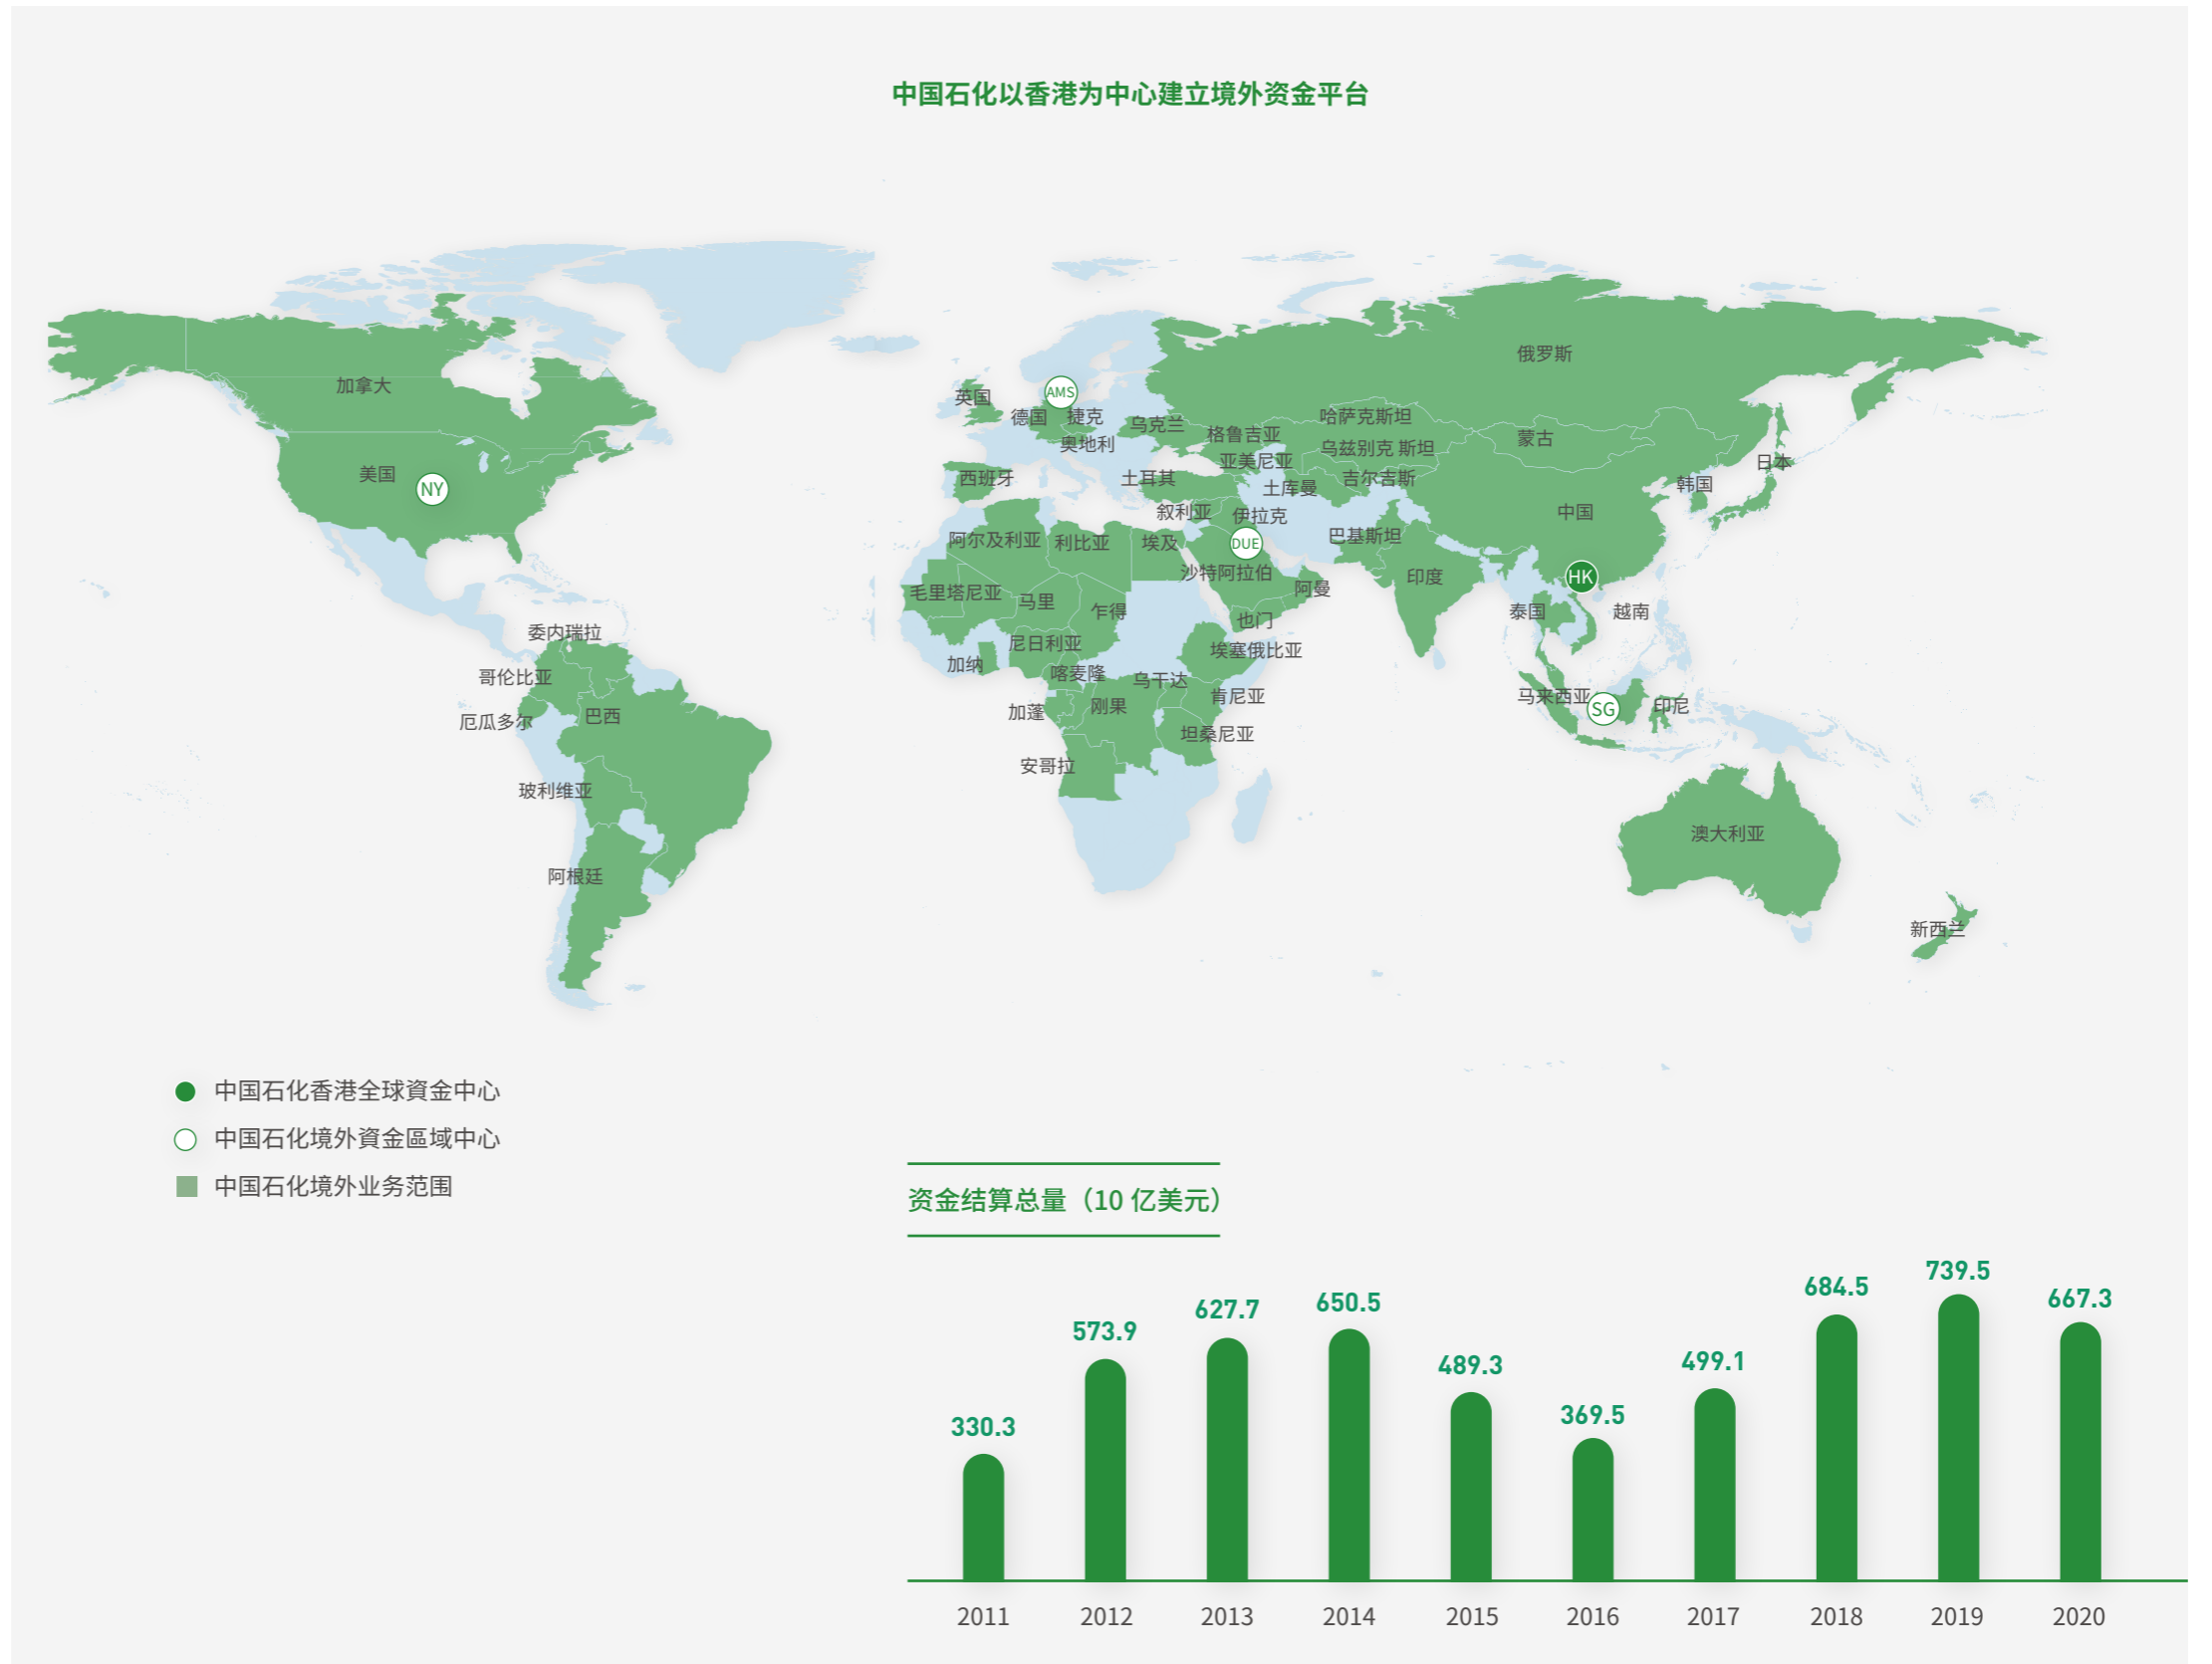 中国石化以香港为中心建立境外资金平台
俄罗斯
加拿大
英国
AMS
德国
捷克
乌克兰
哈萨克斯坦
奥地利
格鲁吉亚
乌兹别克 斯坦
蒙古
亚美尼亚
日本
美国
NY
西班牙
土耳其
土库曼
吉尔吉斯
韩国
叙利亚
伊拉克
中国
阿尔及利亚
利比亚
埃及
DUE
巴基斯坦
沙特阿拉伯
印度
HK
毛里塔尼亚
马里
乍得
阿曼
泰国
越南
也门
委内瑞拉
尼日利亚
埃塞俄比亚
加纳
哥伦比亚
喀麦隆
乌干达
肯尼亚
马来西亚
SG
印尼
厄瓜多尔
巴西
加蓬
刚果
坦桑尼亚
安哥拉
玻利维亚
澳大利亚
阿根廷
新西兰
中国石化香港全球資金中心
中国石化境外資金區域中心
中国石化境外业务范围
资金结算总量（10 亿美元）
330.3
573.9
627.7
650.5
489.3
369.5
499.1
684.5
739.5
667.3
2011
2012
2013
2014
2015
2016
2017
2018
2019
2020